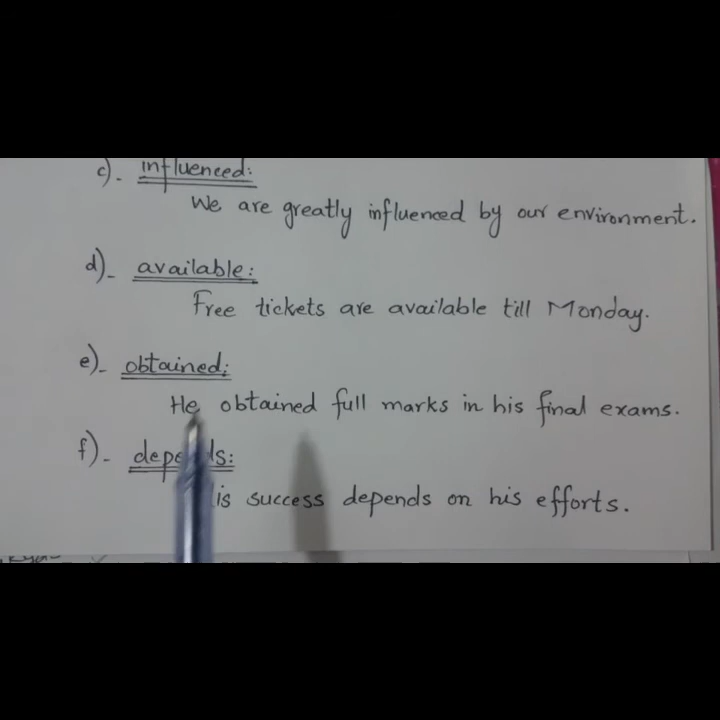 c)- influenced:
We are greatly influenced by our environment.
d)- available:
Free tickets are available till Monday.
e)- obtained:
He obtained full marks in his final exams.
f)- depends:
is success depends on his efforts.